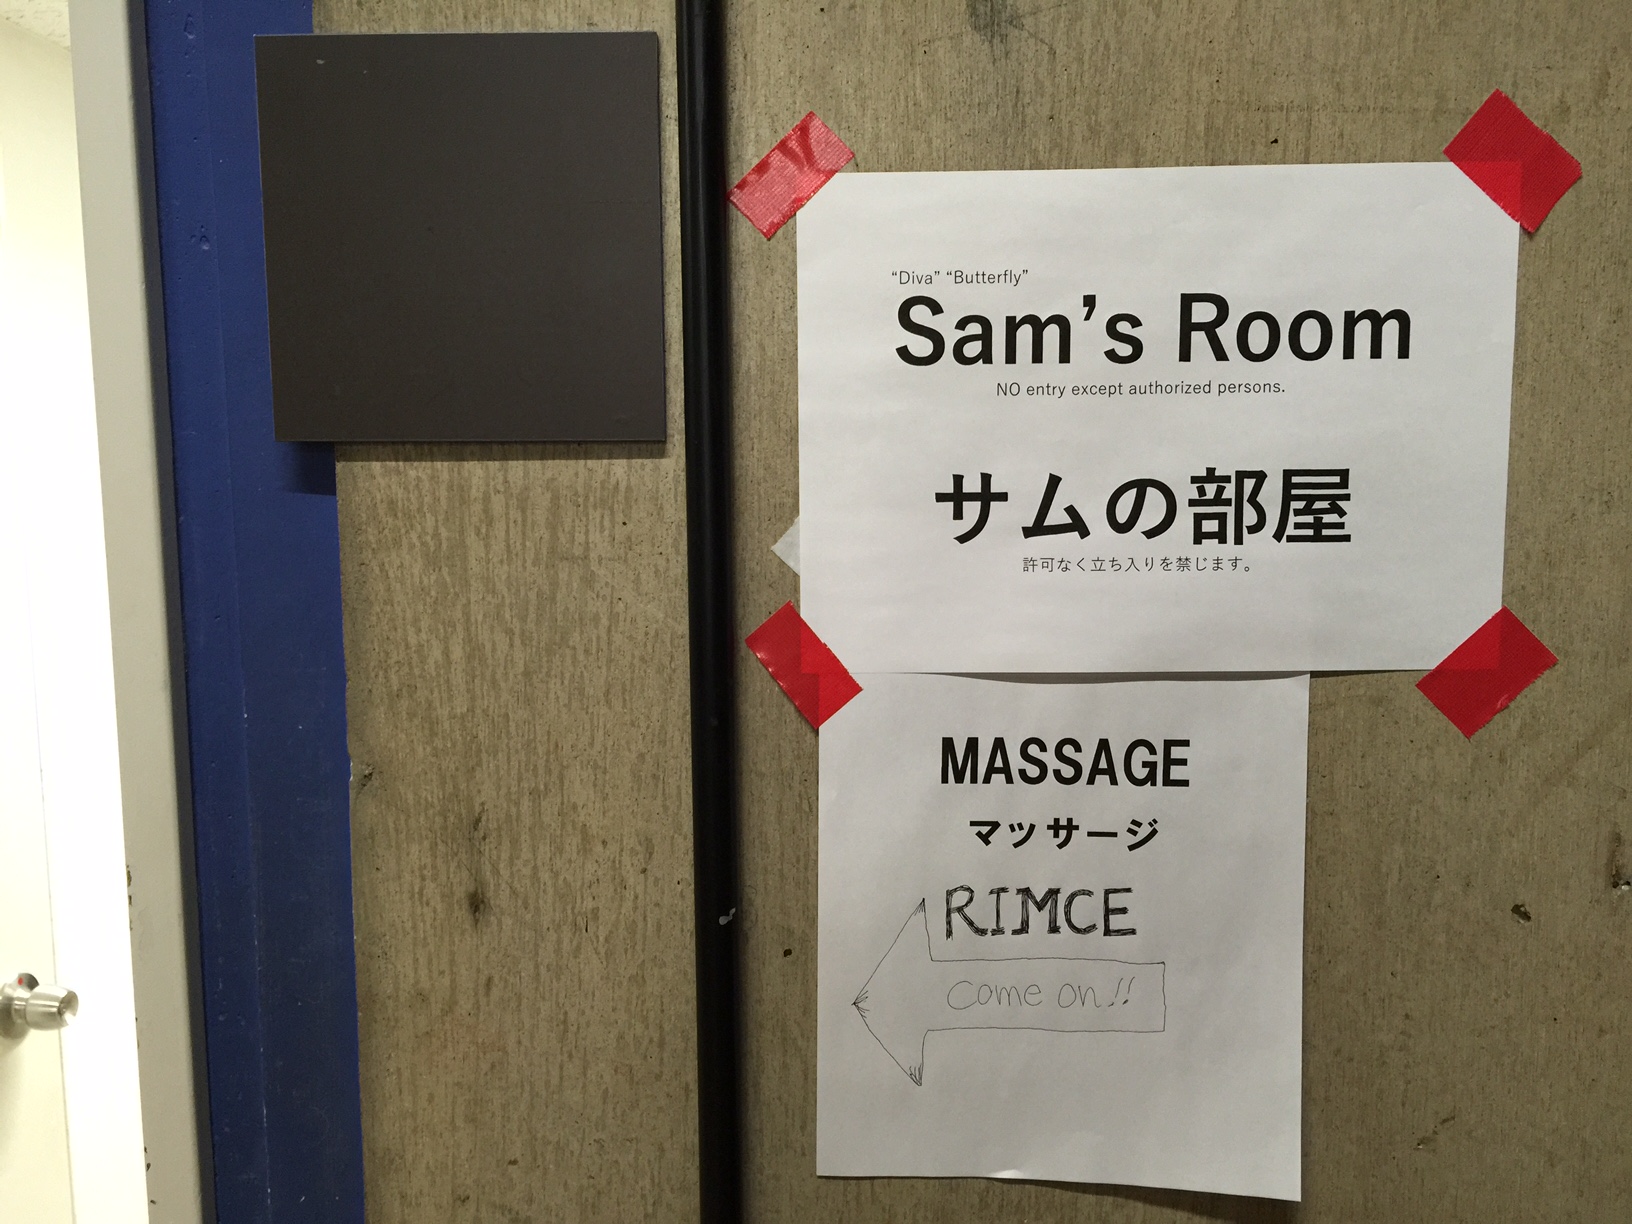 “Diva” “Butterfly”
Sam’s Room
NO entry except authorized persons.
サムの部屋
許可なく立ち入りを禁じます。
MASSAGE
マッサージ
RIMCE
Come on!!